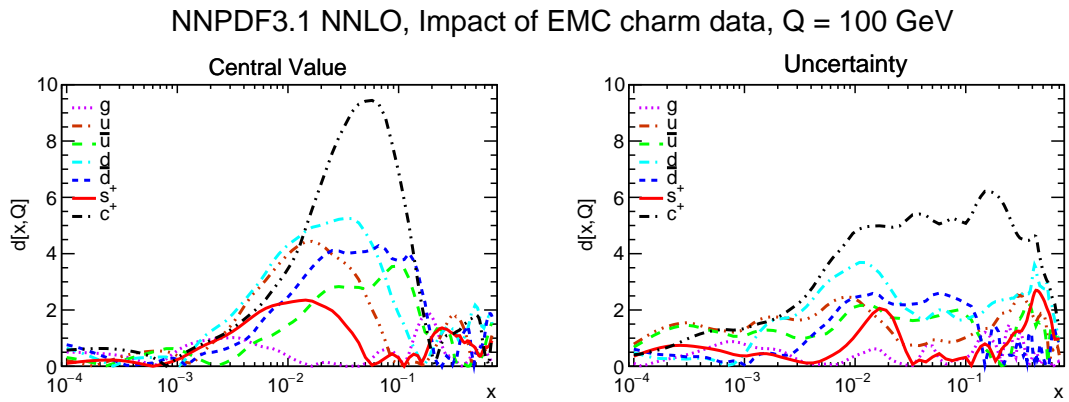 NNPDF3.1 NNLO, Impact of EMC charm data, Q = 100 GeV
Central Value
d[x,Q]
10
8
6
4
2
0
g
u
u̅
d
d̅
s⁺
c⁺
10⁻⁴ 10⁻³ 10⁻² 10⁻¹ x
Uncertainty
d[x,Q]
10
8
6
4
2
0
g
u
u̅
d
d̅
s⁺
c⁺
10⁻⁴ 10⁻³ 10⁻² 10⁻¹ x